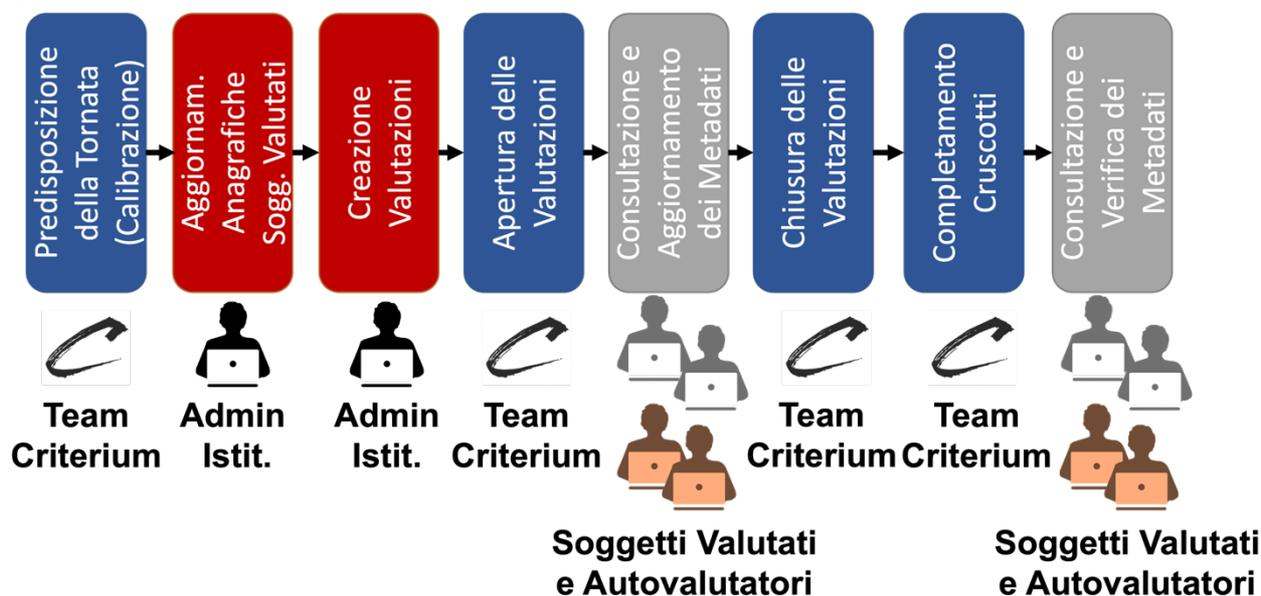 Predisposizione
della Tornata
(Calibrazione)
Aggiornam.
Anagrafiche
Sogg. Valutati
Creazione
Valutazioni
Apertura delle
Valutazioni
Consultazione e
Aggiornamento
dei Metadati
Chiusura delle
Valutazioni
Completamento
Cruscotti
Consultazione e
Verifica dei
Metadati
Team
Criterium
Admin
Istit.
Admin
Istit.
Team
Criterium
Team
Criterium
Team
Criterium
Soggetti Valutati
e Autovalutatori
Soggetti Valutati
e Autovalutatori